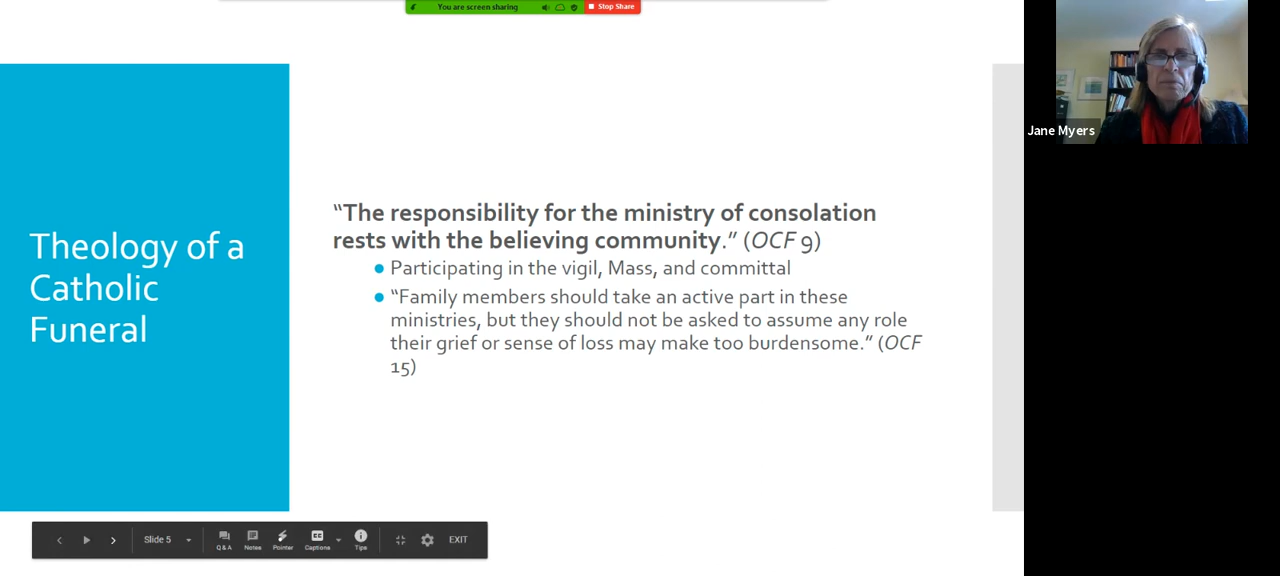 You are screen sharing
Stop Share
Jane Myers
Theology of a
Catholic
Funeral
“The responsibility for the ministry of consolation
rests with the believing community.” (OCF 9)
● Participating in the vigil, Mass, and committal
● “Family members should take an active part in these
ministries, but they should not be asked to assume any role
their grief or sense of loss may make too burdensome.” (OCF
15)
Slide 5
Q & A
Notes
Pointer
CC
Captions
Tips
EXIT